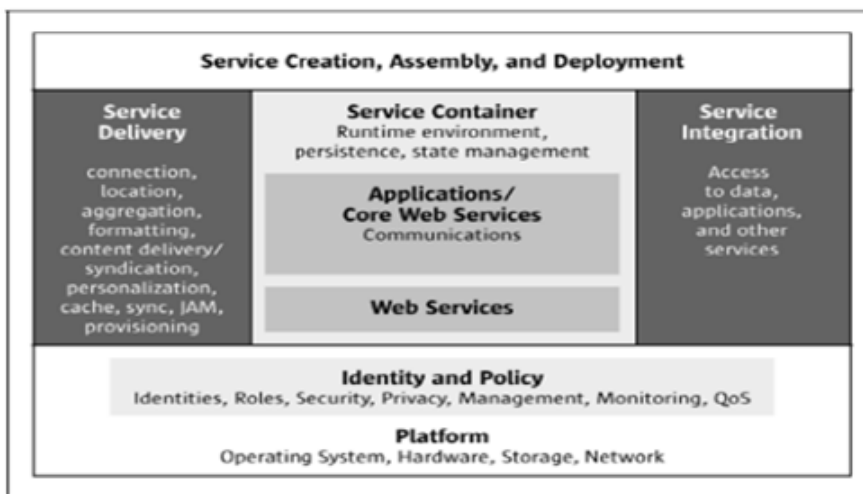 Service Creation, Assembly, and Deployment
Service
Delivery
connection,
location,
aggregation,
formatting,
content delivery/
syndication,
personalization,
cache, sync, JAM,
provisioning
Service Container
Runtime environment,
persistence, state management
Applications/
Core Web Services
Communications
Web Services
Service
Integration
Access
to data,
applications,
and other
services
Identity and Policy
Identities, Roles, Security, Privacy, Management, Monitoring, QoS
Platform
Operating System, Hardware, Storage, Network